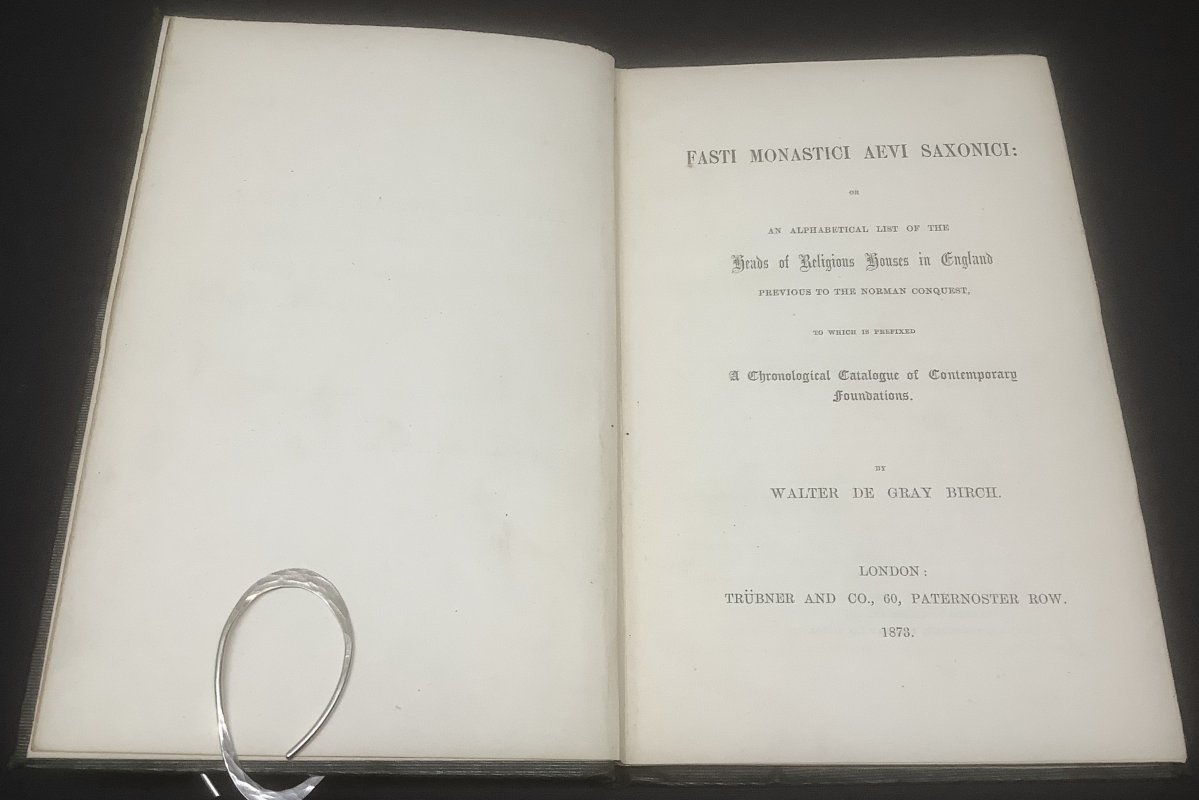 FASTI MONASTICI AEVI SAXONICI:
OR
AN ALPHABETICAL LIST OF THE
Heads of Religious Houses in England
PREVIOUS TO THE NORMAN CONQUEST,
TO WHICH IS PREFIXED
A Chronological Catalogue of Contemporary
Foundations.
BY
WALTER DE GRAY BIRCH.
LONDON:
TRÜBNER AND CO., 60, PATERNOSTER ROW.
1873.